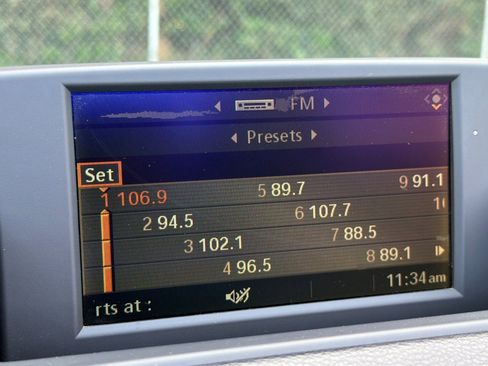 FM
Presets
Set
1 106.9 5 89.7 9 91.1
2 94.5 6 107.7
3 102.1 7 88.5
4 96.5 8 89.1
rts at : 11:34 am